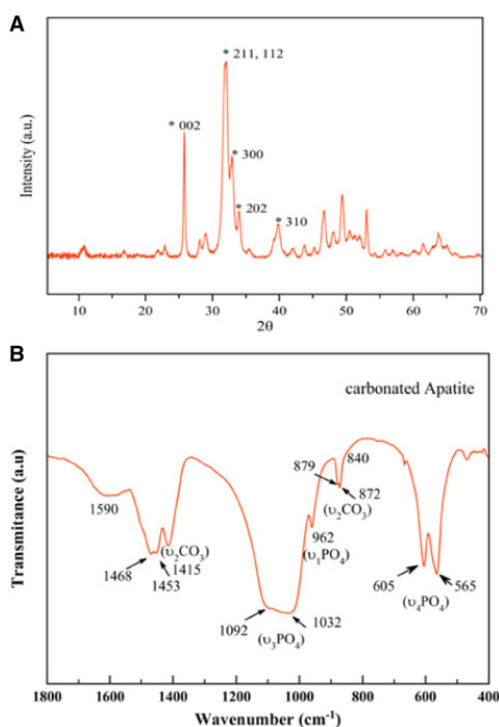 A
* 211, 112
* 002
* 300
* 202
* 310
Intensity (a.u.)
10 20 30 40 50 60 70
2θ
B
carbonated Apatite
879
840
872
(υ₂CO₃)
1590
(υ₂CO₃)
1415
1468
1453
962
(υ₁PO₄)
605
565
(υ₄PO₄)
1092
1032
(υ₃PO₄)
Transmitance (a.u)
1800 1600 1400 1200 1000 800 600 400
Wavenumber (cm⁻¹)